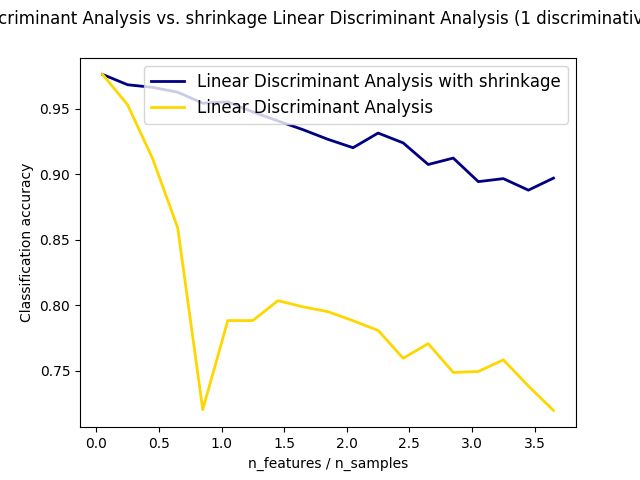 criminant Analysis vs. shrinkage Linear Discriminant Analysis (1 discriminativ
Linear Discriminant Analysis with shrinkage
Linear Discriminant Analysis
Classification accuracy
0.95
0.90
0.85
0.80
0.75
0.0 0.5 1.0 1.5 2.0 2.5 3.0 3.5
n_features / n_samples